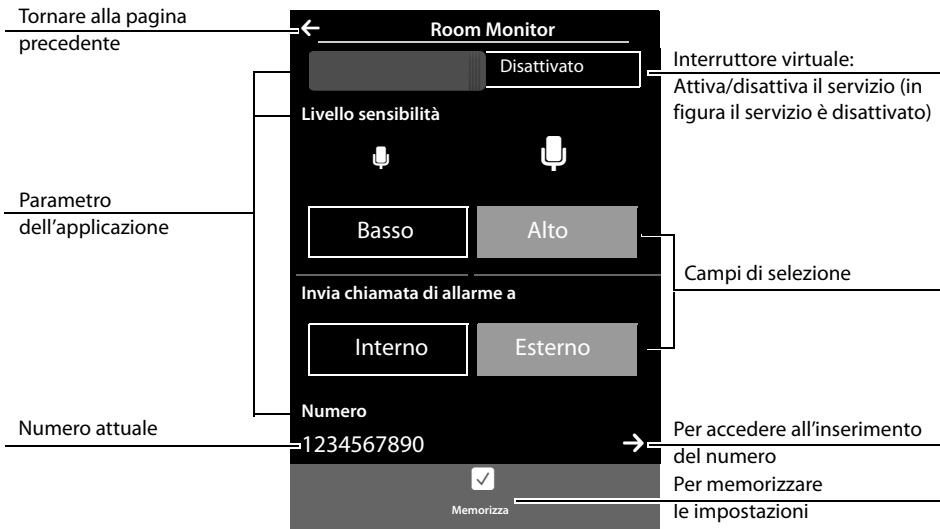 Tornare alla pagina
precedente
Parametro
dell'applicazione
Numero attuale
Room Monitor
Disattivato
Livello sensibilità
Basso
Alto
Invia chiamata di allarme a
Interno
Esterno
Numero
1234567890
Memorizza
Interruttore virtuale:
Attiva/disattiva il servizio (in
figura il servizio è disattivato)
Campi di selezione
Per accedere all'inserimento
del numero
Per memorizzare
le impostazioni